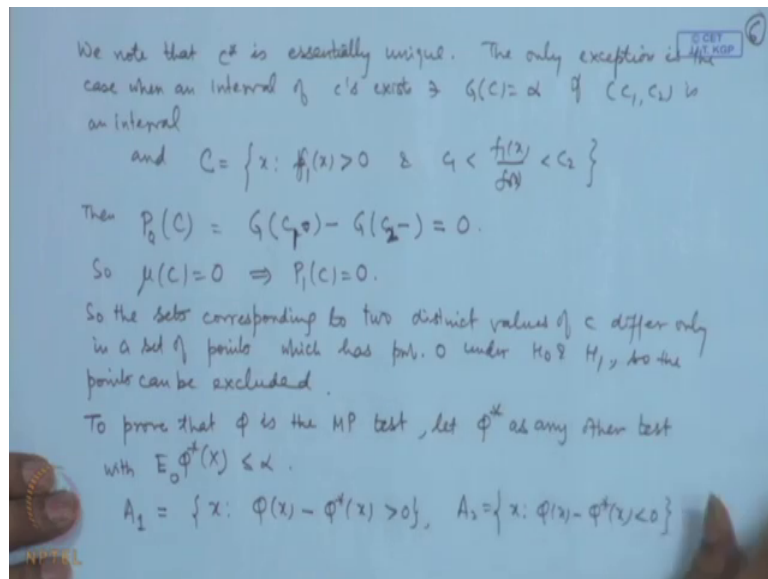 © CET
I.I.T. KGP
6
We note that c* is essentially unique. The only exception is the
case when an interval of c's exist ∋ G(c) = α if (c₁, c₂) is
an interval
and C = { x : f₁(x) > 0 & c₁ < f₁(x)/f₀(x) < c₂ }
Then P₀(C) = G(c₁) - G(c₂-) = 0.
So μ(C) = 0 ⇒ P₁(C) = 0.
So the sets corresponding to two distinct values of c differ only
in a set of points which has prob. 0 under H₀ & H₁, so the
points can be excluded.
To prove that φ is the MP test, let φ* as any other test
with E₀φ*(X) ≤ α.
A₁ = { x : φ(x) - φ*(x) > 0 }, A₂ = { x : φ(x) - φ*(x) < 0 }
NPTEL